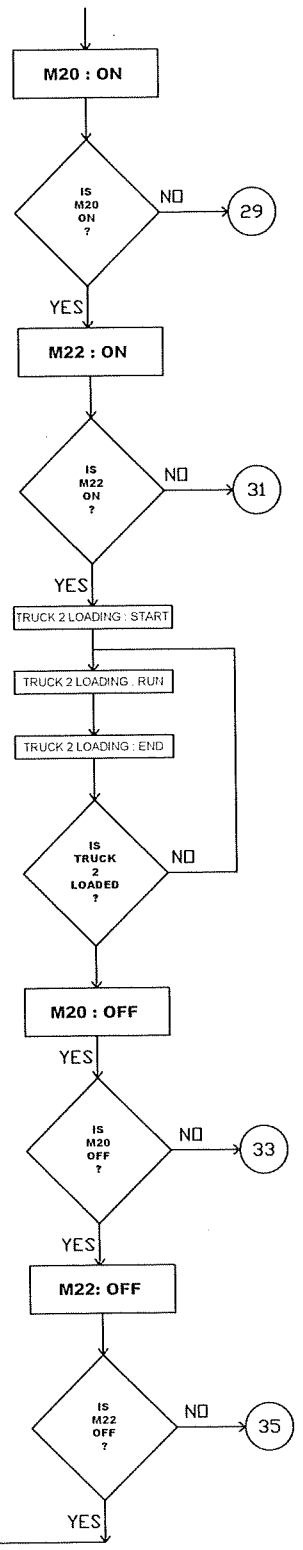 M20 : ON
IS
M20
ON
?
NO
29
YES
M22 : ON
IS
M22
ON
?
NO
31
YES
TRUCK 2 LOADING : START
TRUCK 2 LOADING : RUN
TRUCK 2 LOADING : END
IS
TRUCK
2
LOADED
?
NO
M20 : OFF
YES
IS
M20
OFF
?
NO
33
YES
M22: OFF
IS
M22
OFF
?
NO
35
YES